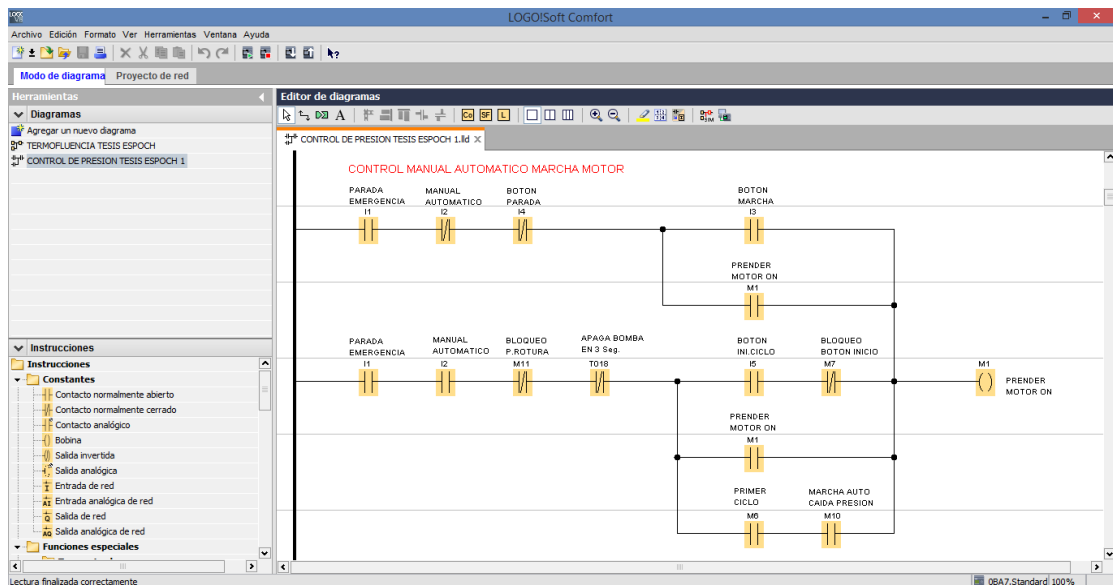 LOGO!Soft Comfort
Archivo Edición Formato Ver Herramientas Ventana Ayuda
Modo de diagrama Proyecto de red
Herramientas
Diagramas
Agregar un nuevo diagrama
TERMOFLUENCIA TESIS ESPOCH
CONTROL DE PRESION TESIS ESPOCH 1
Instrucciones
Instrucciones
Constantes
Contacto normalmente abierto
Contacto normalmente cerrado
Contacto analógico
Bobina
Salida invertida
Salida analógica
Entrada de red
Entrada analógica de red
Salida de red
Salida analógica de red
Funciones especiales
Editor de diagramas
A Co SF L
CONTROL DE PRESION TESIS ESPOCH 1.lld
CONTROL MANUAL AUTOMATICO MARCHA MOTOR
PARADA EMERGENCIA
I1
MANUAL AUTOMATICO
I2
BOTON PARADA
I4
BOTON MARCHA
I3
PRENDER MOTOR ON
M1
PARADA EMERGENCIA
I1
MANUAL AUTOMATICO
I2
BLOQUEO P.ROTURA
M11
APAGA BOMBA EN 3 Seg.
T018
BOTON INI.CICLO
I5
BLOQUEO BOTON INICIO
M7
M1
PRENDER MOTOR ON
PRENDER MOTOR ON
M1
PRIMER CICLO
M6
MARCHA AUTO CAIDA PRESION
M10
Lectura finalizada correctamente
0BA7.Standard 100%